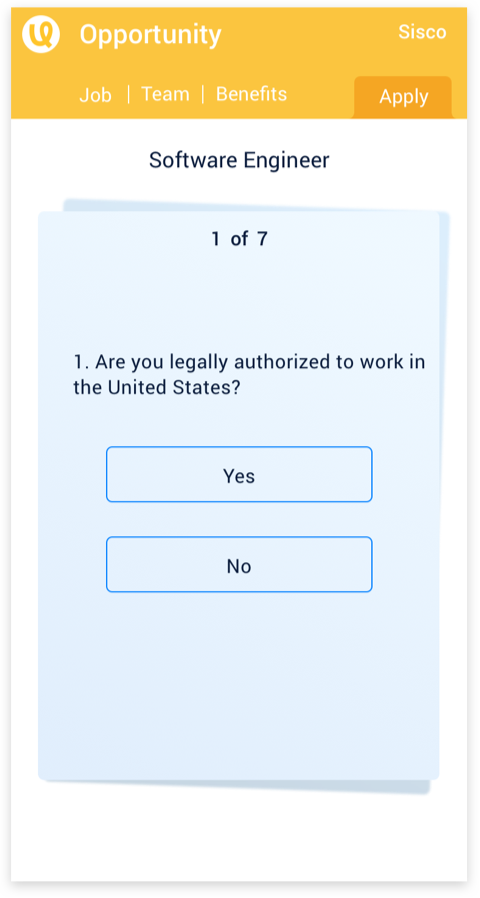 Opportunity
Sisco
Job | Team | Benefits
Apply
Software Engineer
1 of 7
1. Are you legally authorized to work in
the United States?
Yes
No